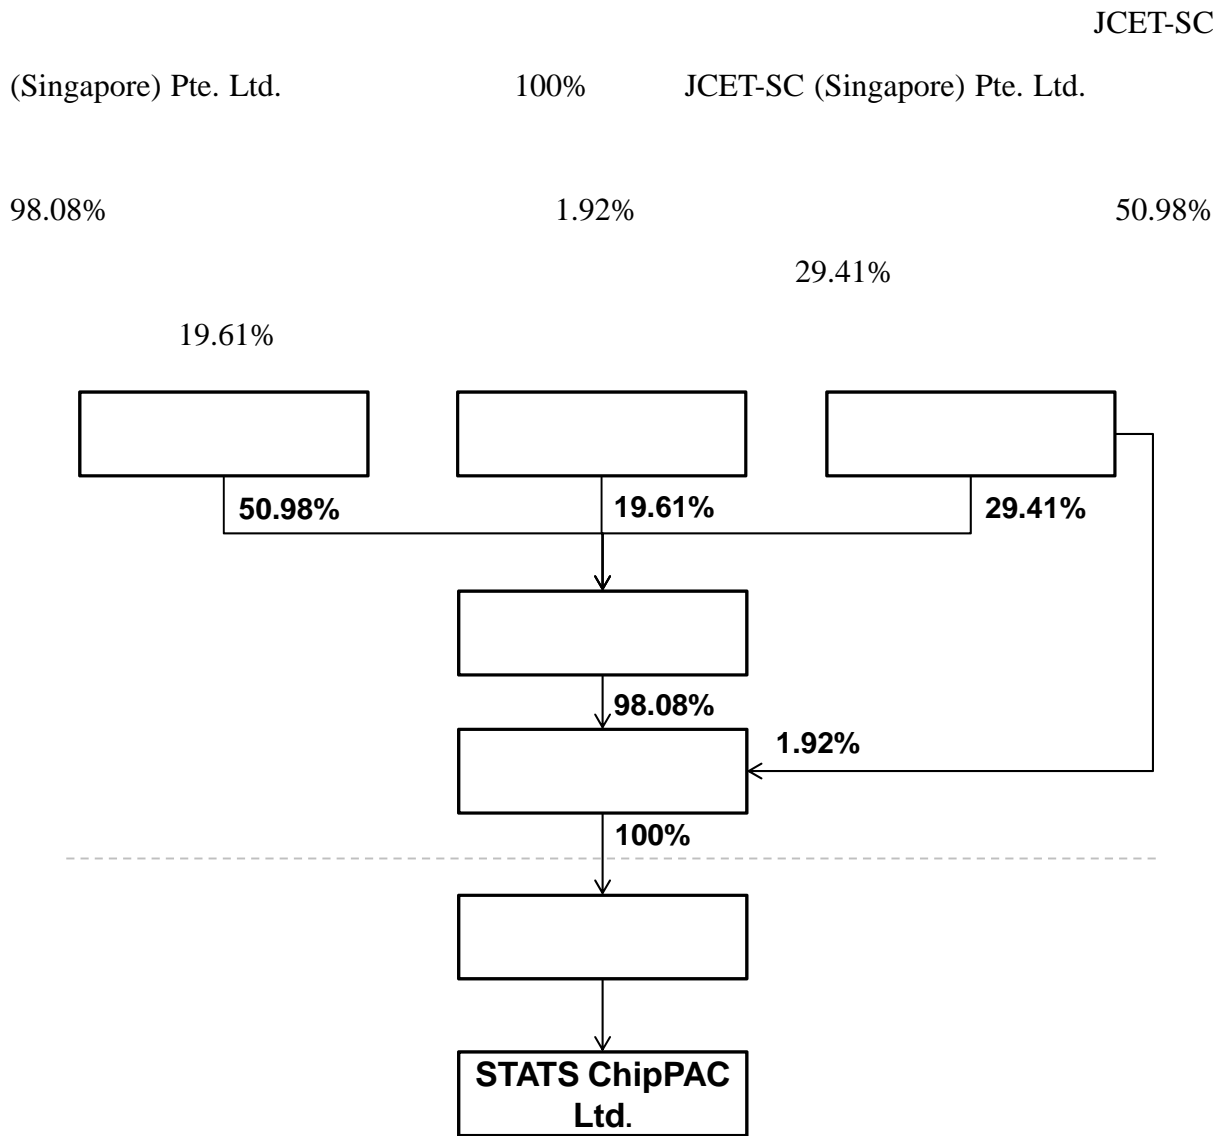 JCET-SC
(Singapore) Pte. Ltd. 100% JCET-SC (Singapore) Pte. Ltd.
98.08% 1.92% 50.98%
29.41%
19.61%
50.98% 19.61% 29.41%
98.08%
1.92%
100%
STATS ChipPAC
Ltd.